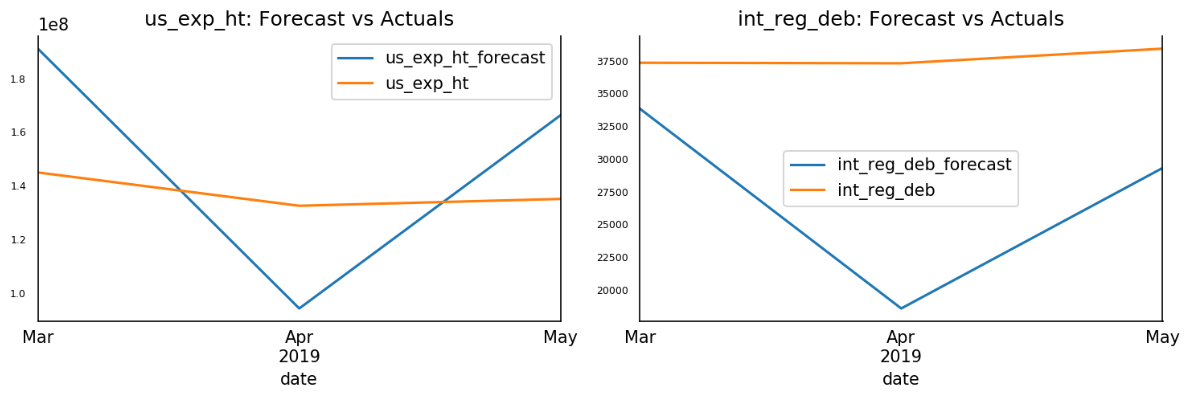 us_exp_ht: Forecast vs Actuals
1e8
1.8
1.6
1.4
1.2
1.0
us_exp_ht_forecast
us_exp_ht
Mar
Apr
May
2019
date
int_reg_deb: Forecast vs Actuals
37500
35000
32500
30000
27500
25000
22500
20000
int_reg_deb_forecast
int_reg_deb
Mar
Apr
May
2019
date